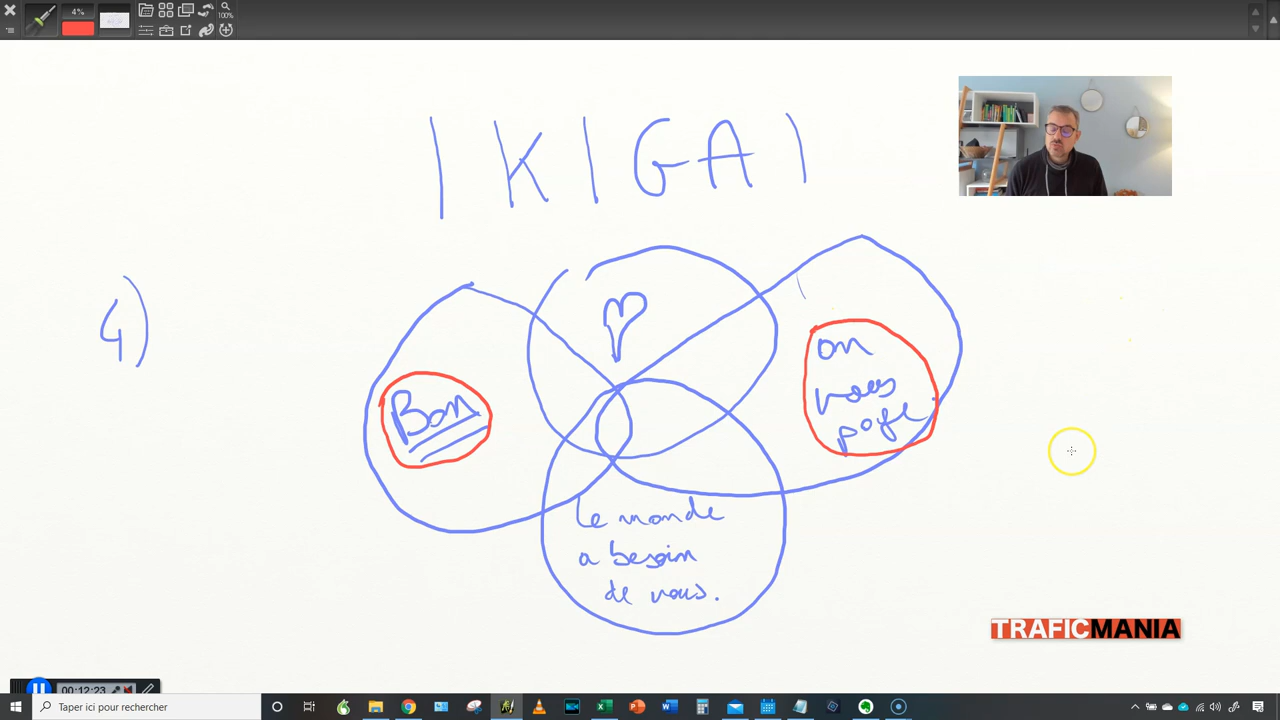 4%
100%
IKIGAI
4)
Bon
on
vous
paye
Le monde
a besoin
de vous.
TRAFICMANIA
00:12:23
Taper ici pour rechercher